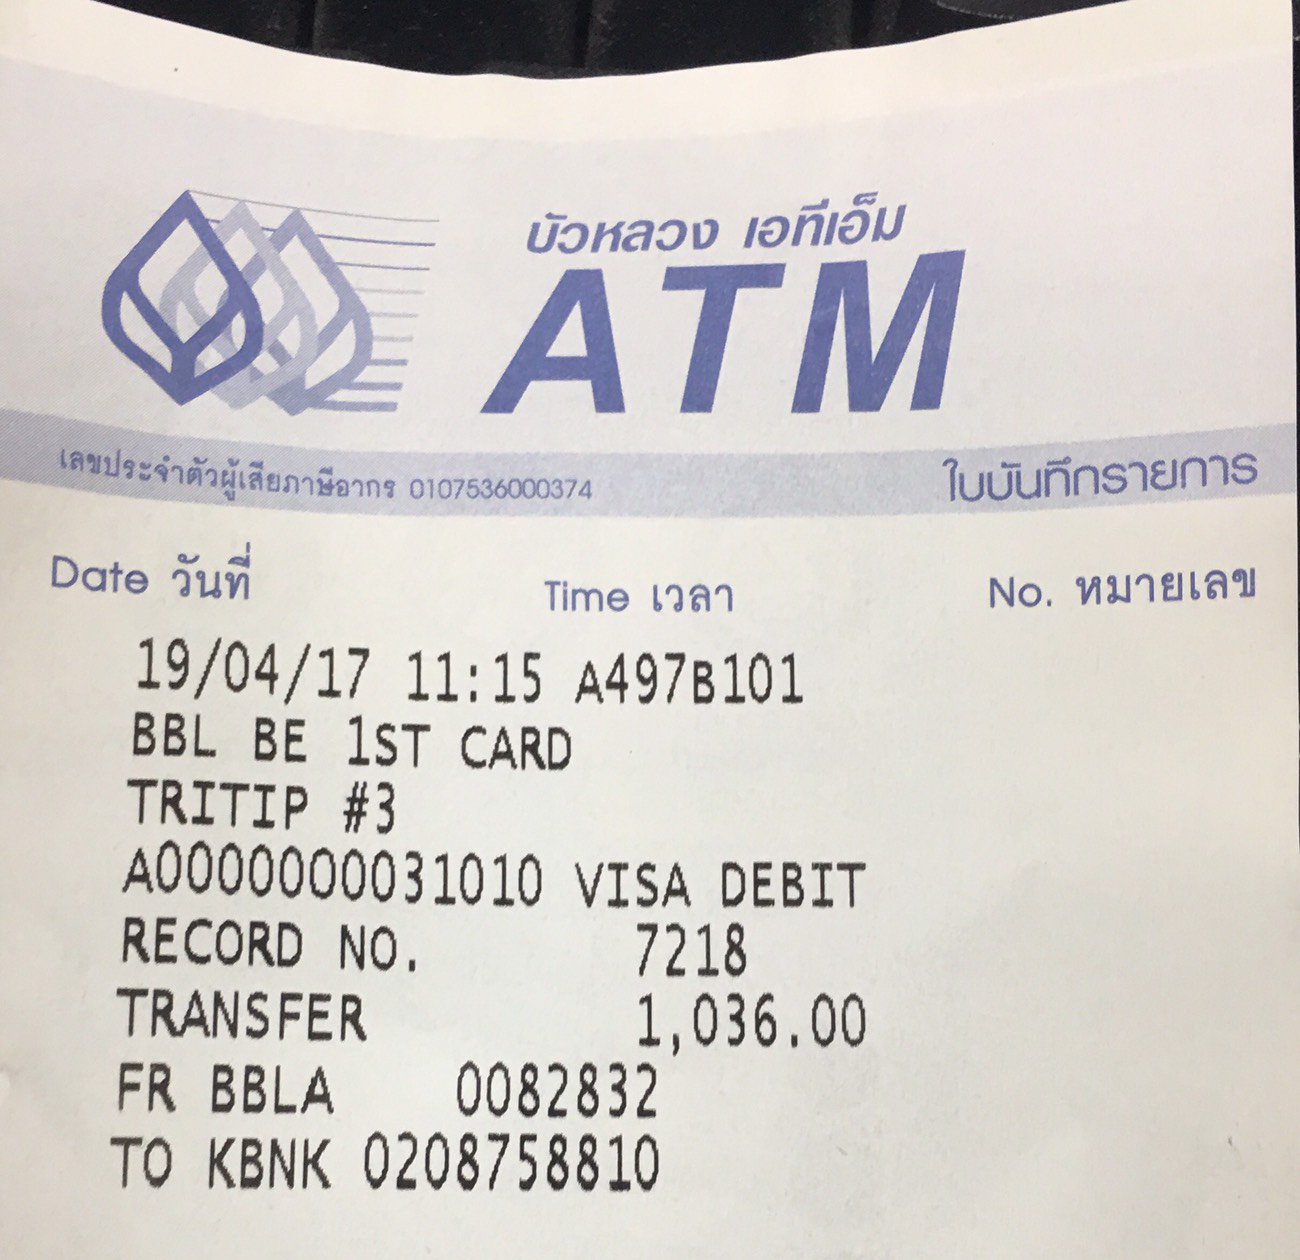 บัวหลวง เอทีเอ็ม
ATM
เลขประจำตัวผู้เสียภาษีอากร 0107536000374 ใบบันทึกรายการ
Date วันที่ Time เวลา No. หมายเลข
19/04/17 11:15 A497B101
BBL BE 1ST CARD
TRITIP #3
A0000000031010 VISA DEBIT
RECORD NO. 7218
TRANSFER 1,036.00
FR BBLA 0082832
TO KBNK 0208758810